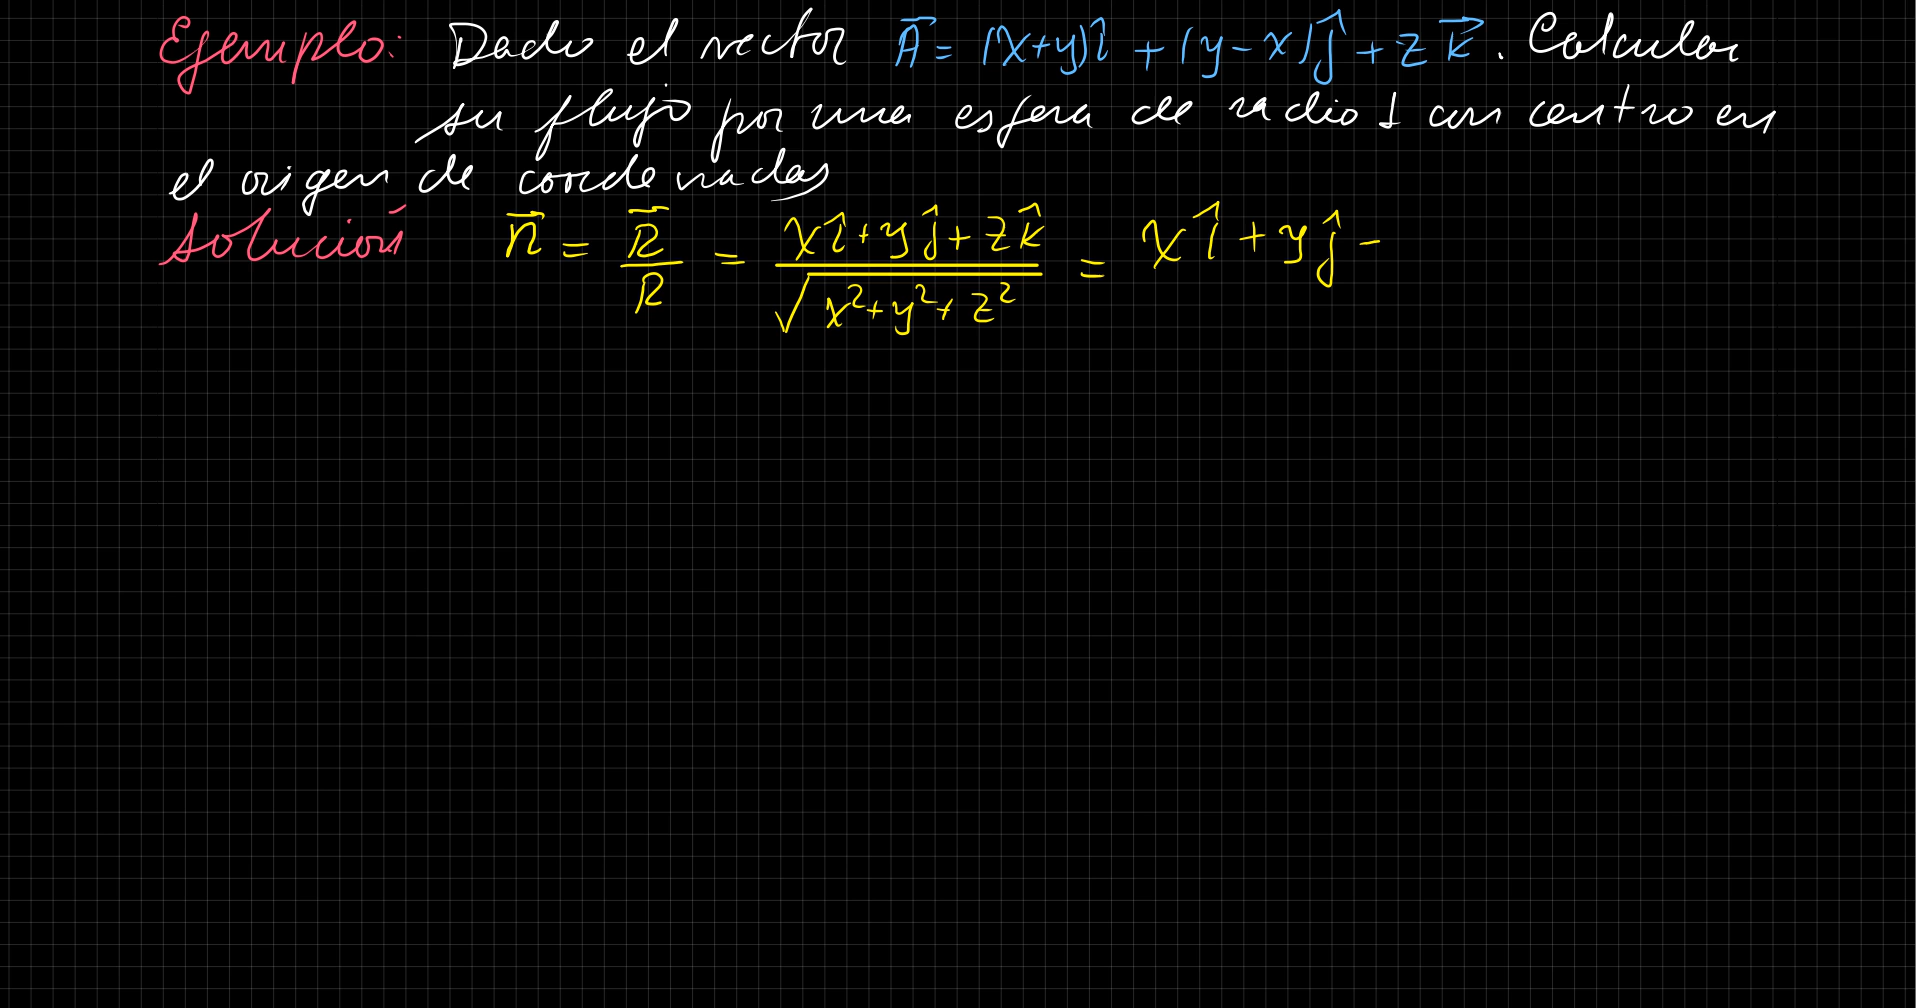 Ejemplo: Dado el vector A⃗ = (x+y)î + (y-x)ĵ + z k⃗. Calcular
su flujo por una esfera de radio 1 con centro en
el origen de coordenadas
Solución n⃗ = R⃗/R = (xî + yĵ + zk̂)/√(x²+y²+z²) = xî + yĵ -